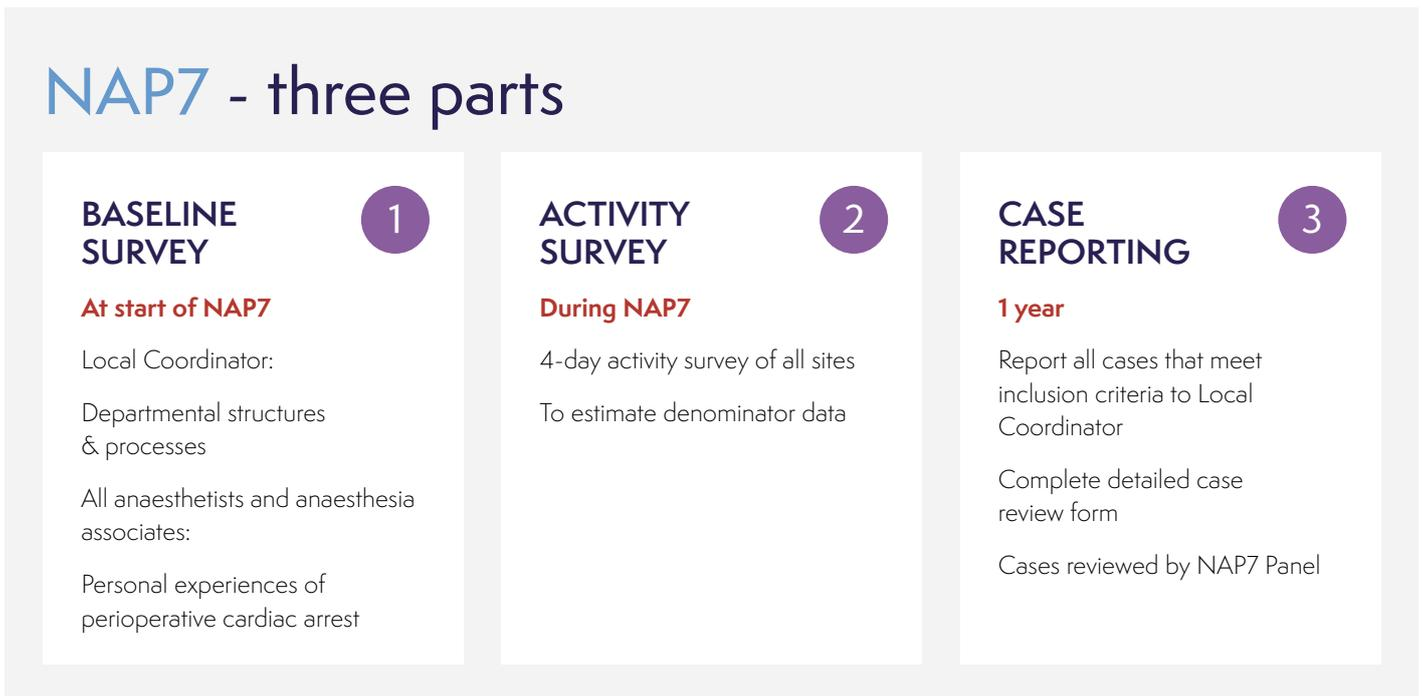 NAP7 - three parts
BASELINE
SURVEY
1
At start of NAP7
Local Coordinator:
Departmental structures
& processes
All anaesthetists and anaesthesia
associates:
Personal experiences of
perioperative cardiac arrest
ACTIVITY
SURVEY
2
During NAP7
4-day activity survey of all sites
To estimate denominator data
CASE
REPORTING
3
1 year
Report all cases that meet
inclusion criteria to Local
Coordinator
Complete detailed case
review form
Cases reviewed by NAP7 Panel